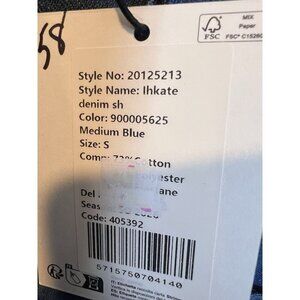 58
FSC
MIX
Paper
Style No: 20125213
Style Name: Ihkate
denim sh
Color: 900005625
Medium Blue
Size: S
Cotton
Code: 405392
5715750704140